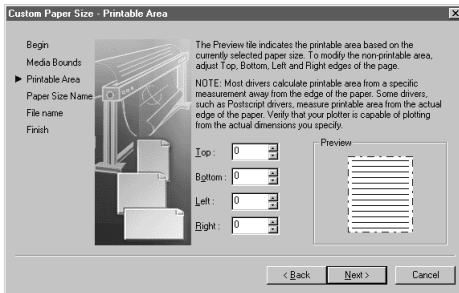 Custom Paper Size - Printable Area
Begin
Media Bounds
Printable Area
Paper Size Name
File name
Finish
The Preview tile indicates the printable area based on the
currently selected paper size. To modify the non-printable area,
adjust Top, Bottom, Left and Right edges of the page.
NOTE: Most drivers calculate printable area from a specific
measurement away from the edge of the paper. Some drivers,
such as Postscript drivers, measure printable area from the actual
edge of the paper. Verify that your plotter is capable of plotting
from the actual dimensions you specify.
Top : 0
Bottom : 0
Left : 0
Right : 0
Preview
< Back
Next >
Cancel